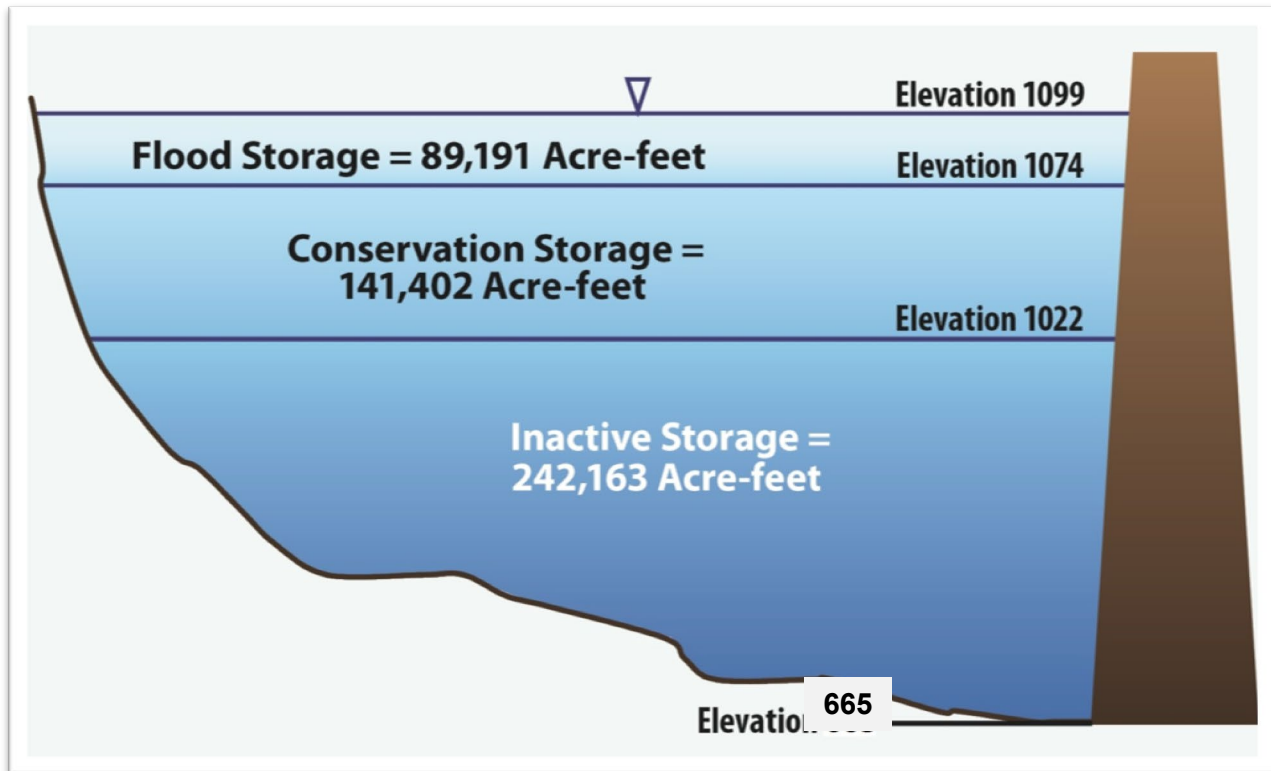 Elevation 1099
Flood Storage = 89,191 Acre-feet
Elevation 1074
Conservation Storage =
141,402 Acre-feet
Elevation 1022
Inactive Storage =
242,163 Acre-feet
665
Elevation